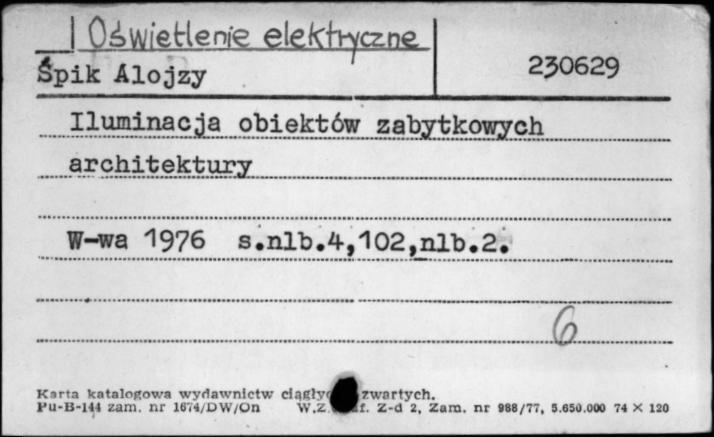 Oświetlenie elektryczne
Śpik Alojzy 230629
Iluminacja obiektów zabytkowych
architektury
W-wa 1976 s.nlb.4,102,nlb.2.
6
Karta katalogowa wydawnictw zwartych.
Pu-B-144 zam. nr 1674/DW/On W.Z. Z-d 2, Zam. nr 988/77, 5.650.000 74 × 120